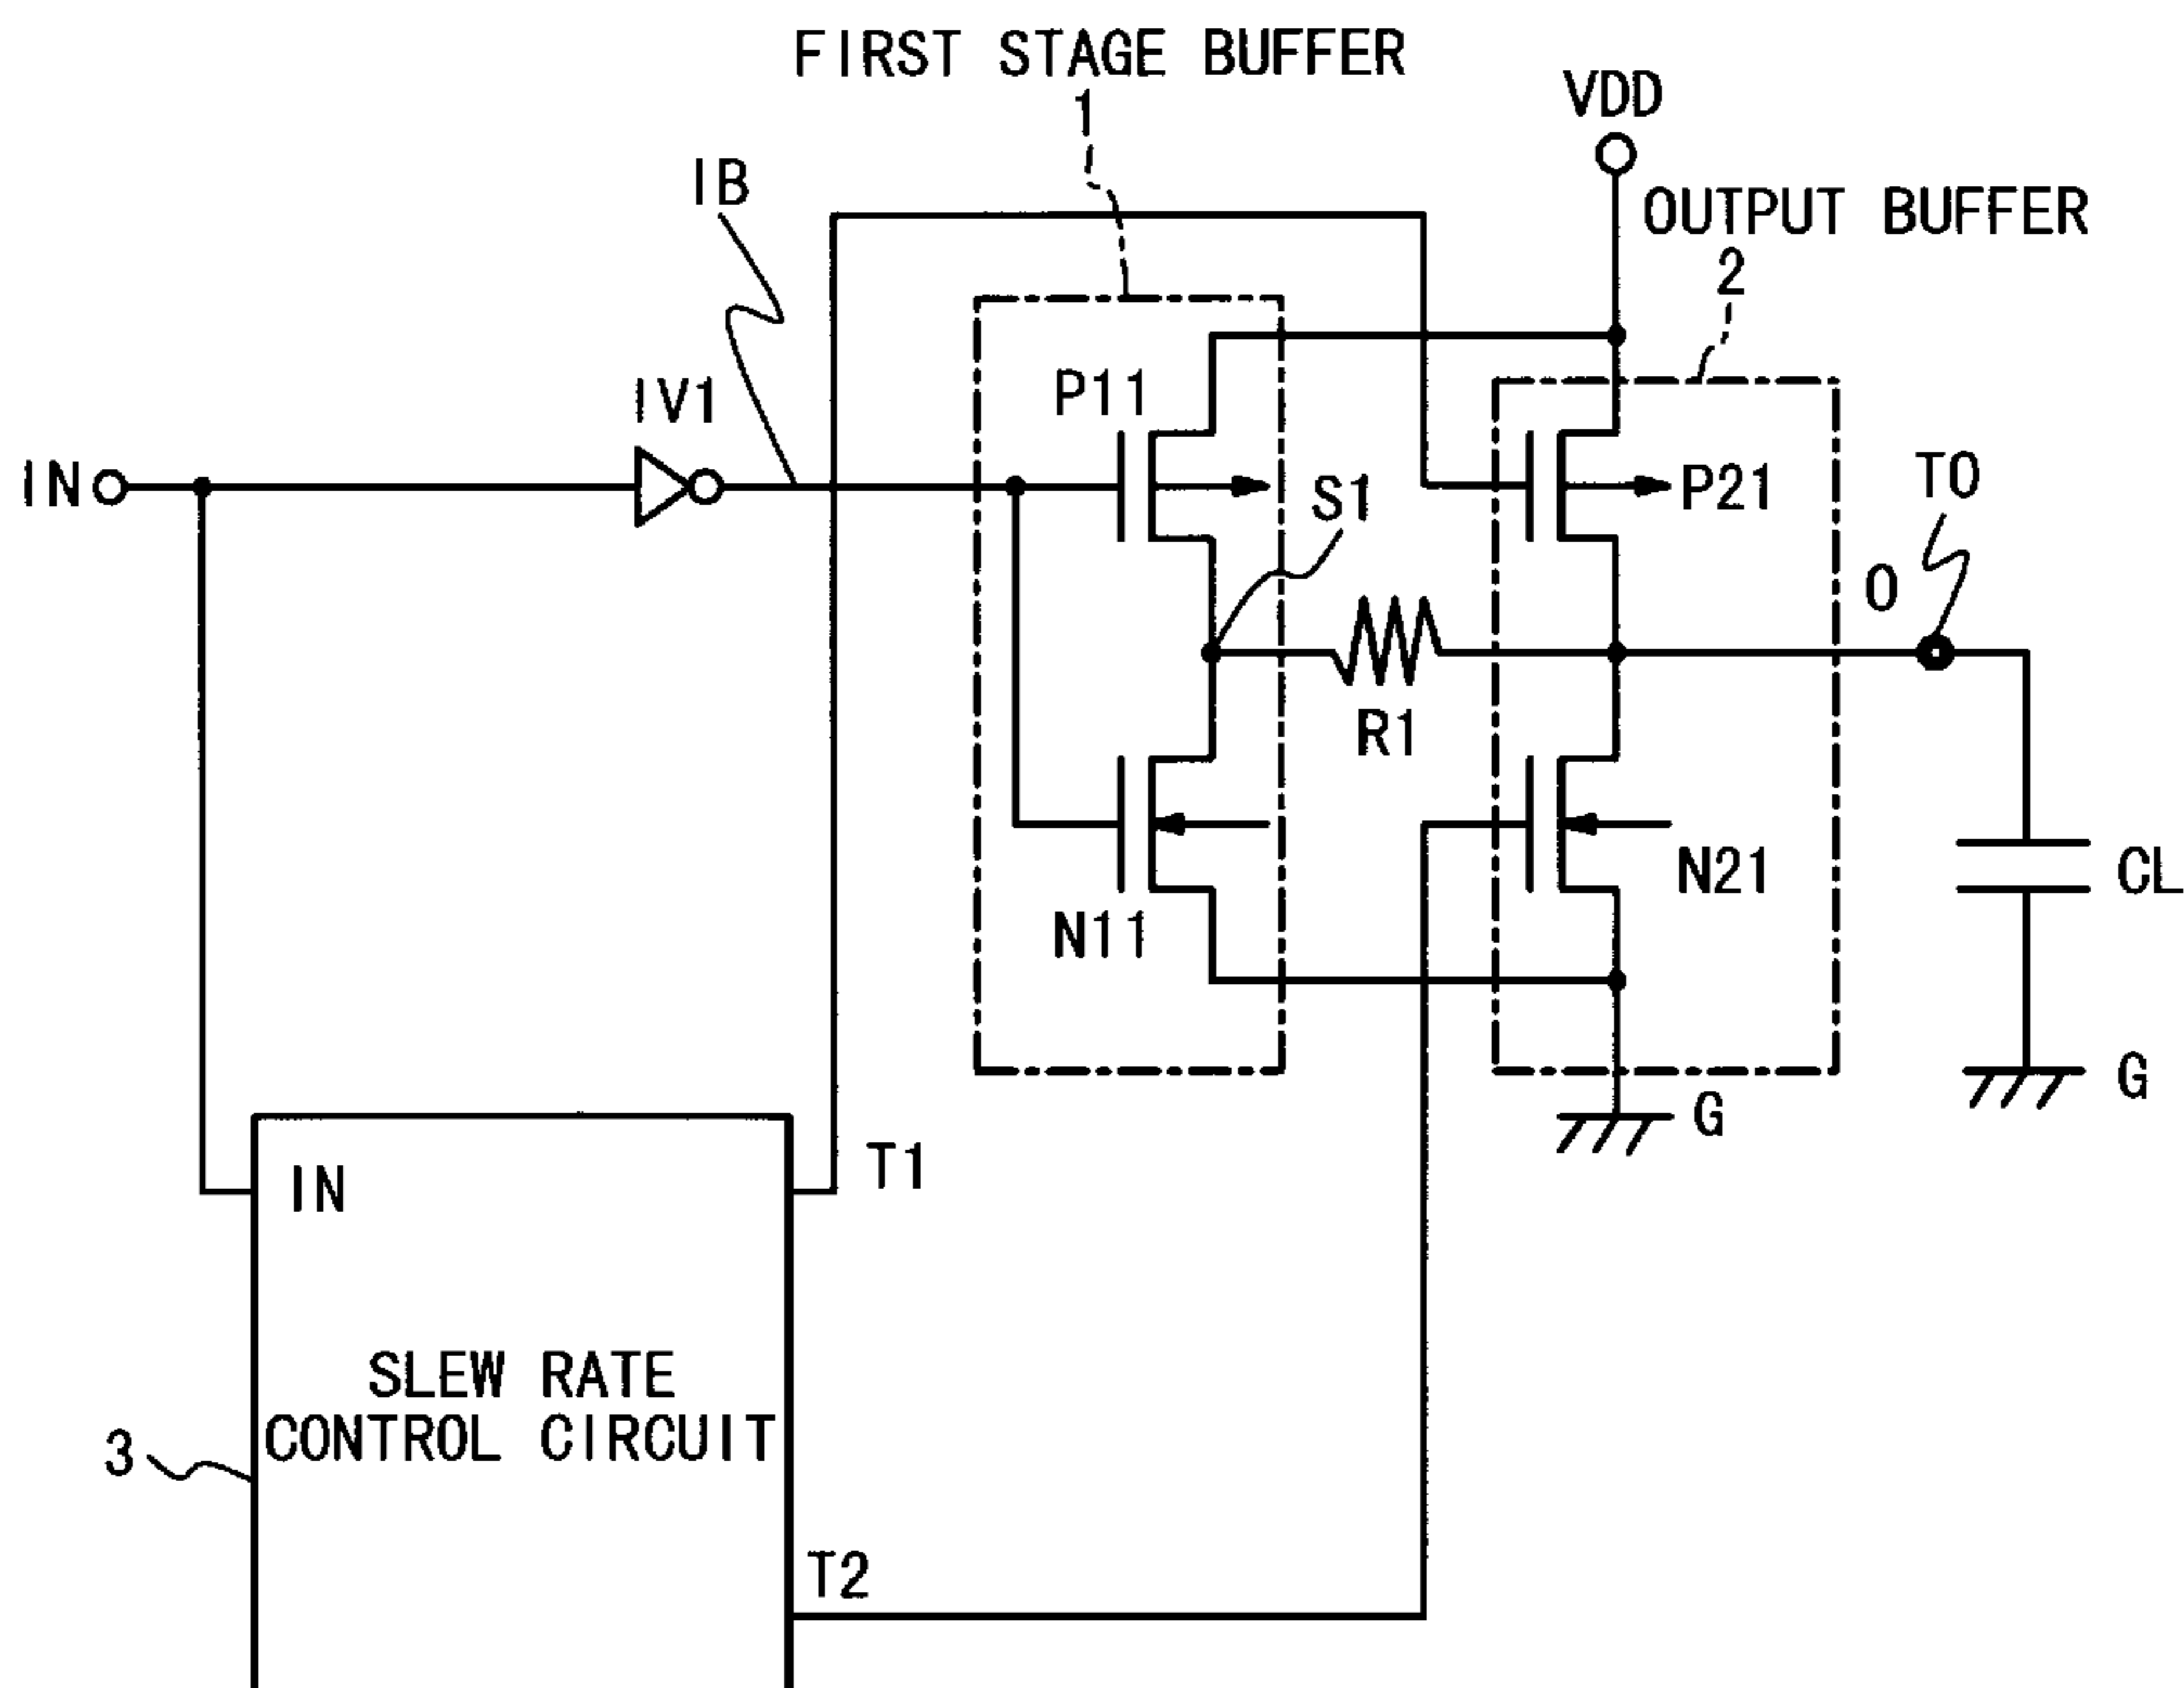 FIRST STAGE BUFFER
1
VDD
IB
OUTPUT BUFFER
2
IV1
P11
IN
S1
P21
TO
O
R1
N21
CL
N11
G
G
T1
IN
SLEW RATE
CONTROL CIRCUIT
3
T2